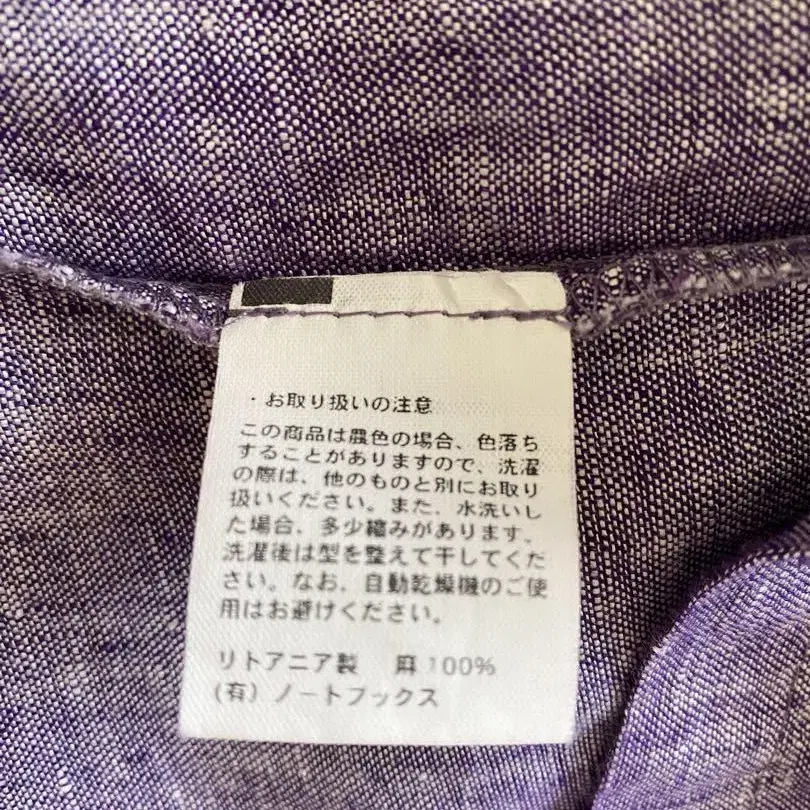 ・お取り扱いの注意
この商品は農色の場合、色落ち
することがありますので、洗濯
の際は、他のものと別にお取り
扱いください。また、水洗いし
た場合、多少縮みがあります。
洗濯後は型を整えて干してくだ
さい。なお、自動乾燥機のご使
用はお避けください。
リトアニア製 麻100%
(有)ノートブックス